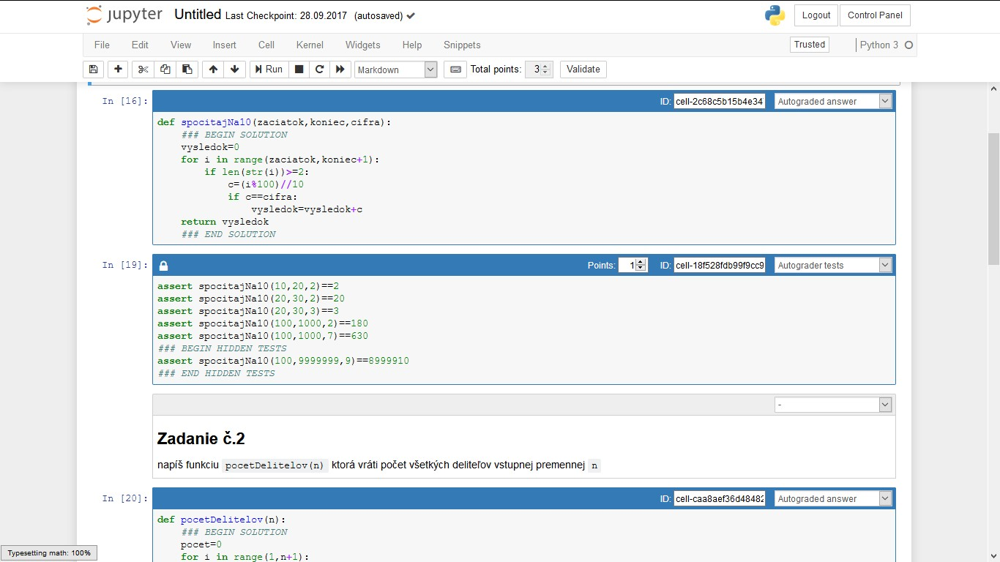 jupyter Untitled Last Checkpoint: 28.09.2017 (autosaved) Logout Control Panel
File Edit View Insert Cell Kernel Widgets Help Snippets Trusted Python 3
Run Markdown Total points: 3 Validate
In [16]: ID: cell-2c68c5b15b4e34 Autograded answer
def spocitajNa10(zaciatok,koniec,cifra):
    ### BEGIN SOLUTION
    vysledok=0
    for i in range(zaciatok,koniec+1):
        if len(str(i))>=2:
            c=(i%100)//10
            if c==cifra:
                vysledok=vysledok+c
    return vysledok
    ### END SOLUTION
In [19]: Points: 1 ID: cell-18f528fdb99f9cc9 Autograder tests
assert spocitajNa10(10,20,2)==2
assert spocitajNa10(20,30,2)==20
assert spocitajNa10(20,30,3)==3
assert spocitajNa10(100,1000,2)==180
assert spocitajNa10(100,1000,7)==630
### BEGIN HIDDEN TESTS
assert spocitajNa10(100,9999999,9)==8999910
### END HIDDEN TESTS
-
Zadanie č.2
napíš funkciu pocetDelitelov(n) ktorá vráti počet všetkých deliteľov vstupnej premennej n
In [20]: ID: cell-caa8aef36d48482 Autograded answer
def pocetDelitelov(n):
    ### BEGIN SOLUTION
    pocet=0
    for i in range(1,n+1):
Typesetting math: 100%